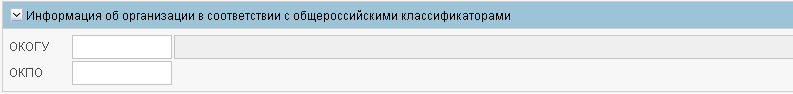 Информация об организации в соответствии с общероссийскими классификаторами
ОКОГУ
ОКПО